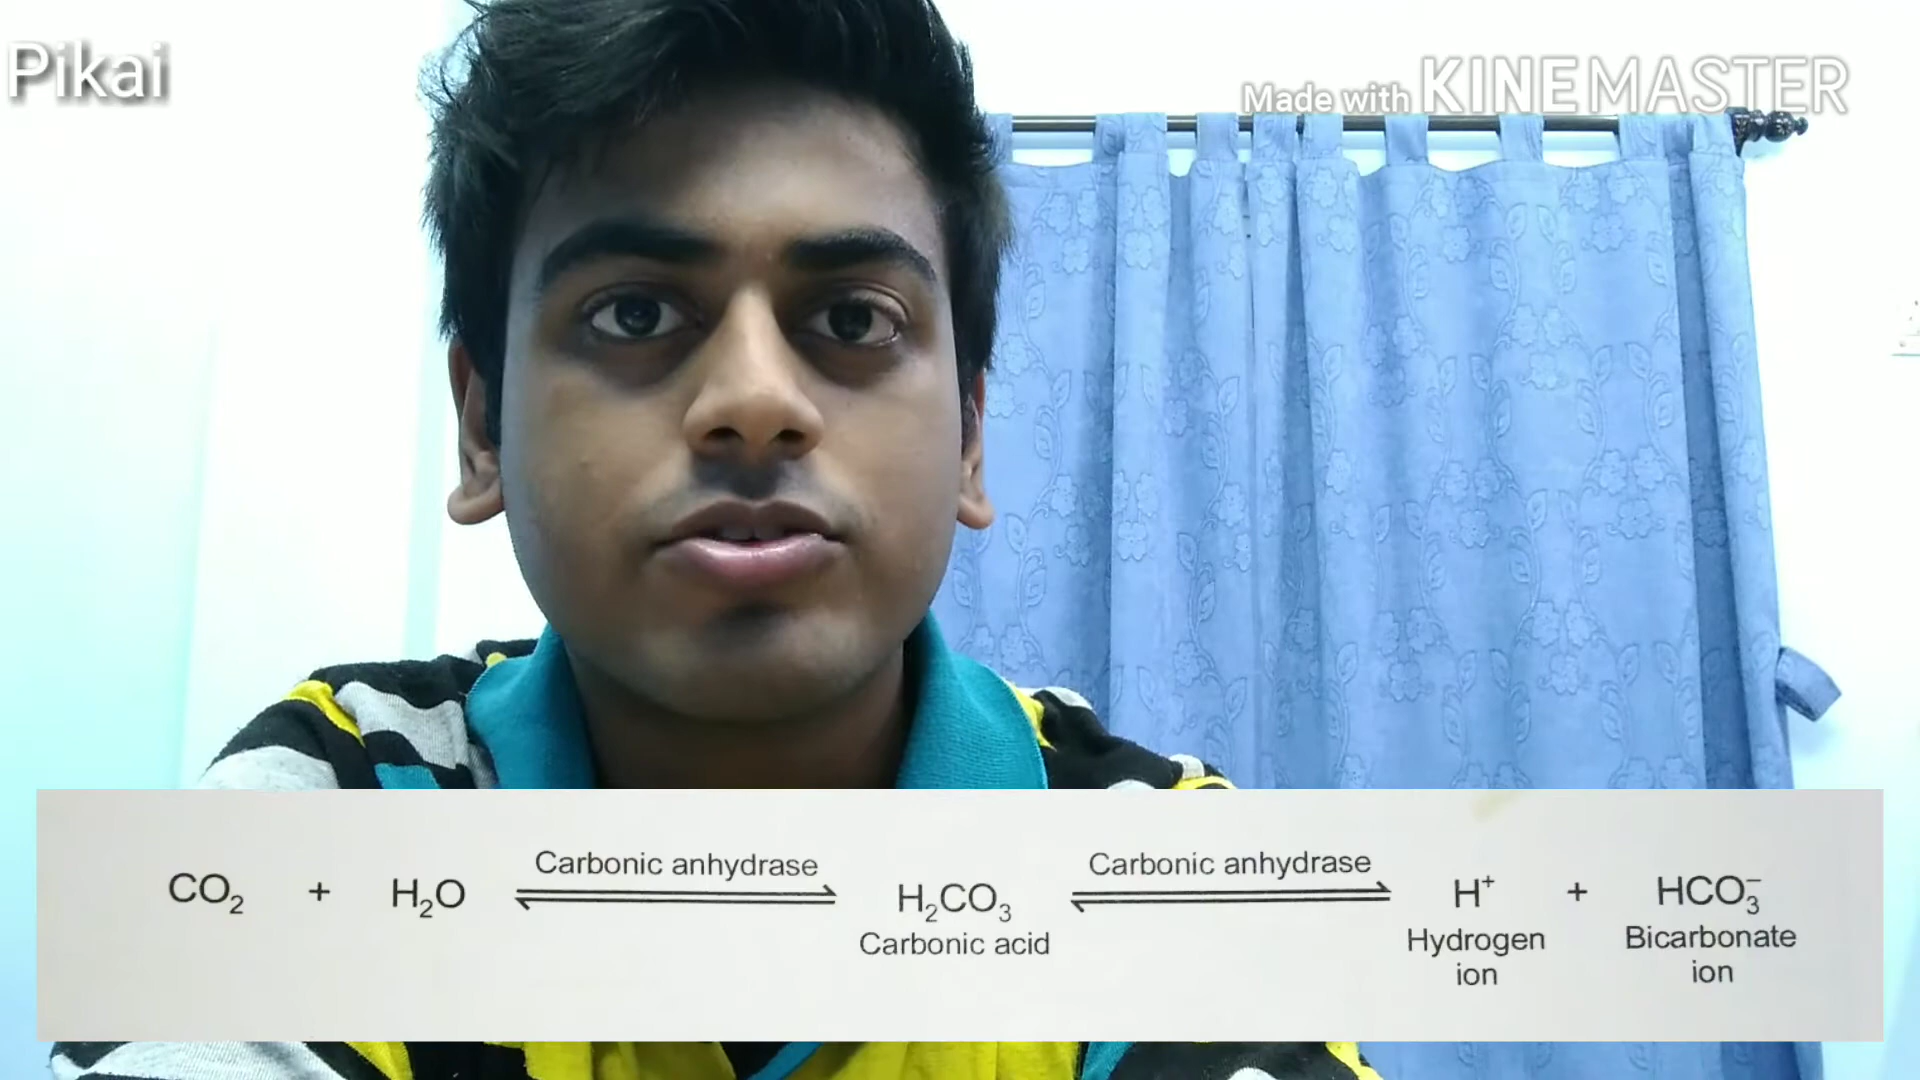 Pikai
Made with KINEMASTER
Carbonic anhydrase Carbonic anhydrase
CO₂ + H₂O ⇌ H₂CO₃ ⇌ H⁺ + HCO₃⁻
Carbonic acid Hydrogen ion Bicarbonate ion